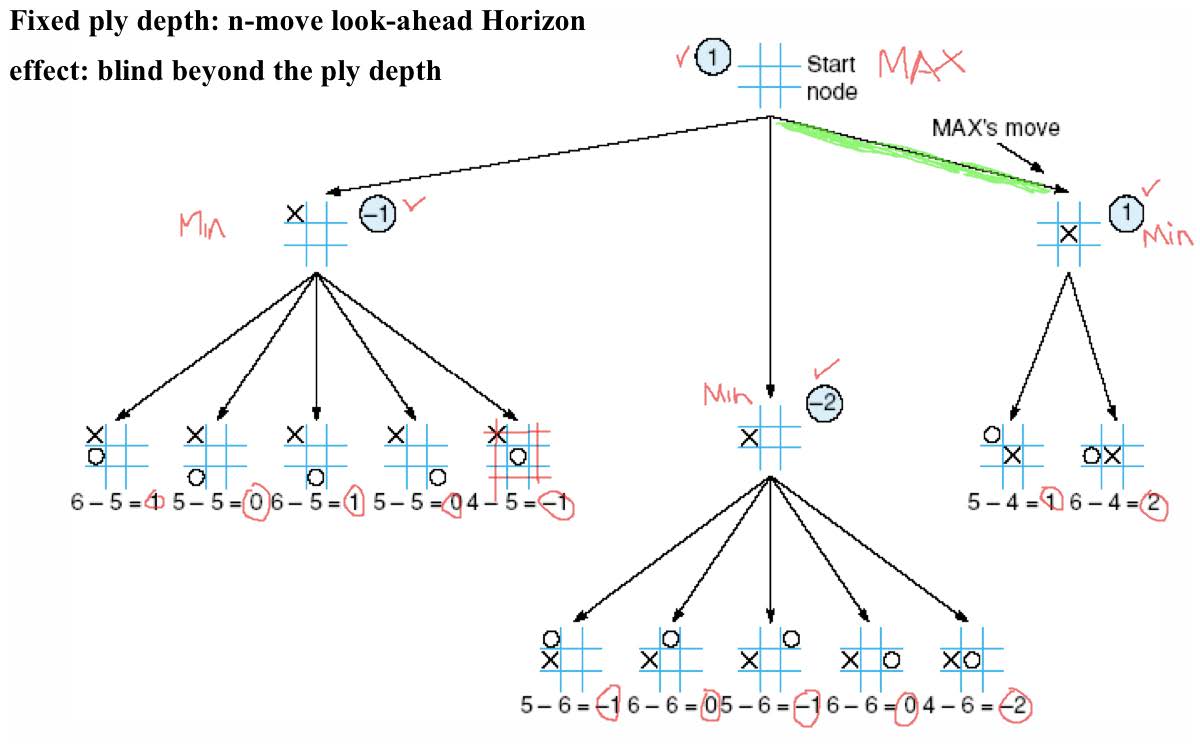 Fixed ply depth: n-move look-ahead Horizon
effect: blind beyond the ply depth
✓ 1 Start node MAX
MAX's move
X −1 ✓
Min
X 1 ✓
Min
Min X −2 ✓
X O
X O
X O
X O
X O
O X
O X
6 – 5 = 1 5 – 5 = 0 6 – 5 = 1 5 – 5 = 0 4 – 5 = –1
5 – 4 = 1 6 – 4 = 2
O X
O X
O X
X O
X O
5 – 6 = –1 6 – 6 = 0 5 – 6 = –1 6 – 6 = 0 4 – 6 = –2